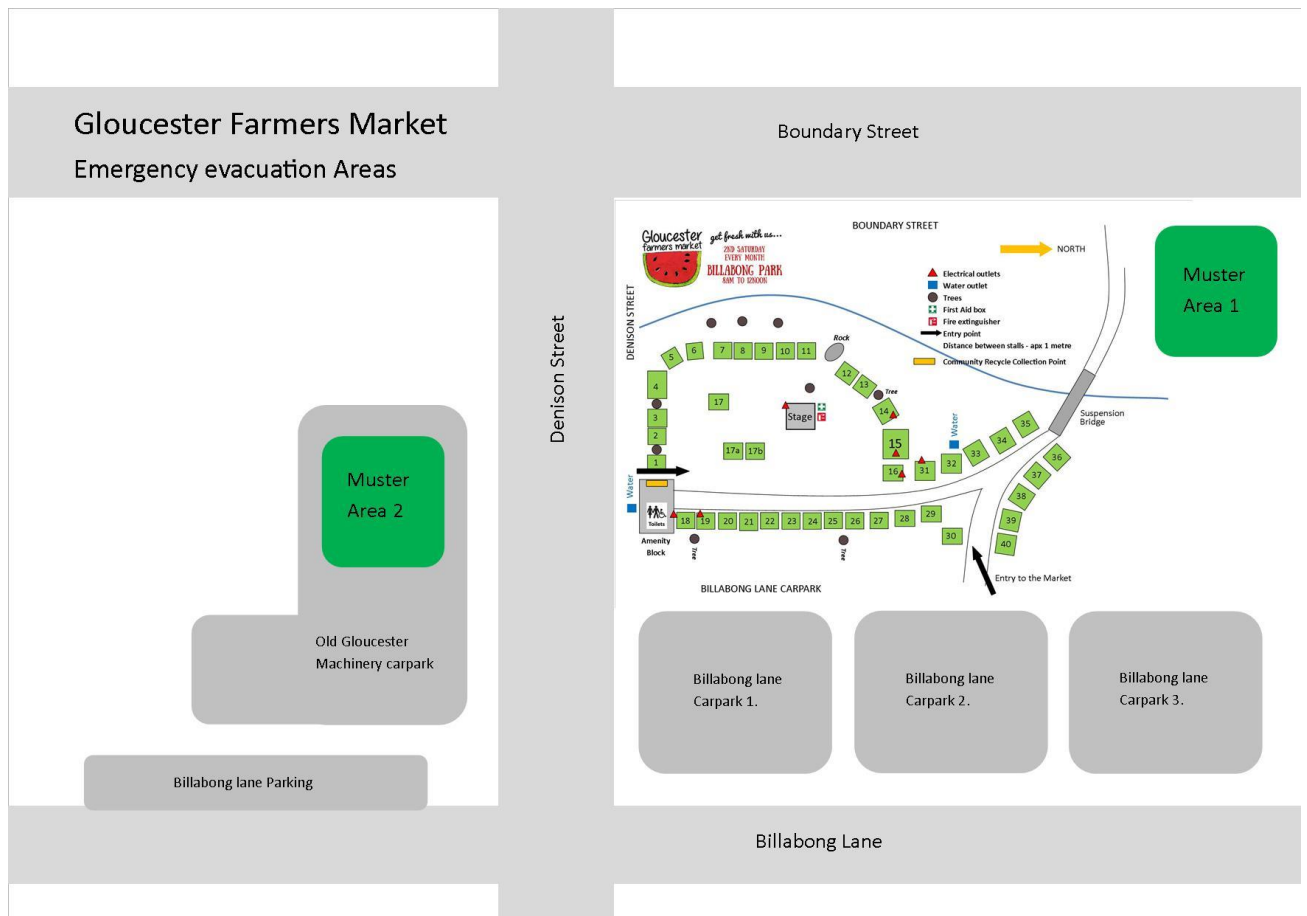 Gloucester Farmers Market
Emergency evacuation Areas
Boundary Street
Denison Street
Gloucester
farmers market
get fresh with us...
2ND SATURDAY
EVERY MONTH
BILLABONG PARK
8AM TO 12NOON
BOUNDARY STREET
NORTH
Electrical outlets
Water outlet
Trees
First Aid box
Fire extinguisher
Entry point
Distance between stalls - apx 1 metre
Community Recycle Collection Point
Muster
Area 1
DENISON STREET
Rock
5
6
7
8
9
10
11
12
13
Tree
4
3
2
1
17
Stage
14
15
16
17a
17b
31
32
Water
33
34
35
Suspension
Bridge
36
37
38
39
40
Water
Toilets
Amenity
Block
18
19
20
21
22
23
24
25
26
27
28
29
30
Tree
Tree
Entry to the Market
BILLABONG LANE CARPARK
Muster
Area 2
Old Gloucester
Machinery carpark
Billabong lane
Carpark 1.
Billabong lane
Carpark 2.
Billabong lane
Carpark 3.
Billabong lane Parking
Billabong Lane